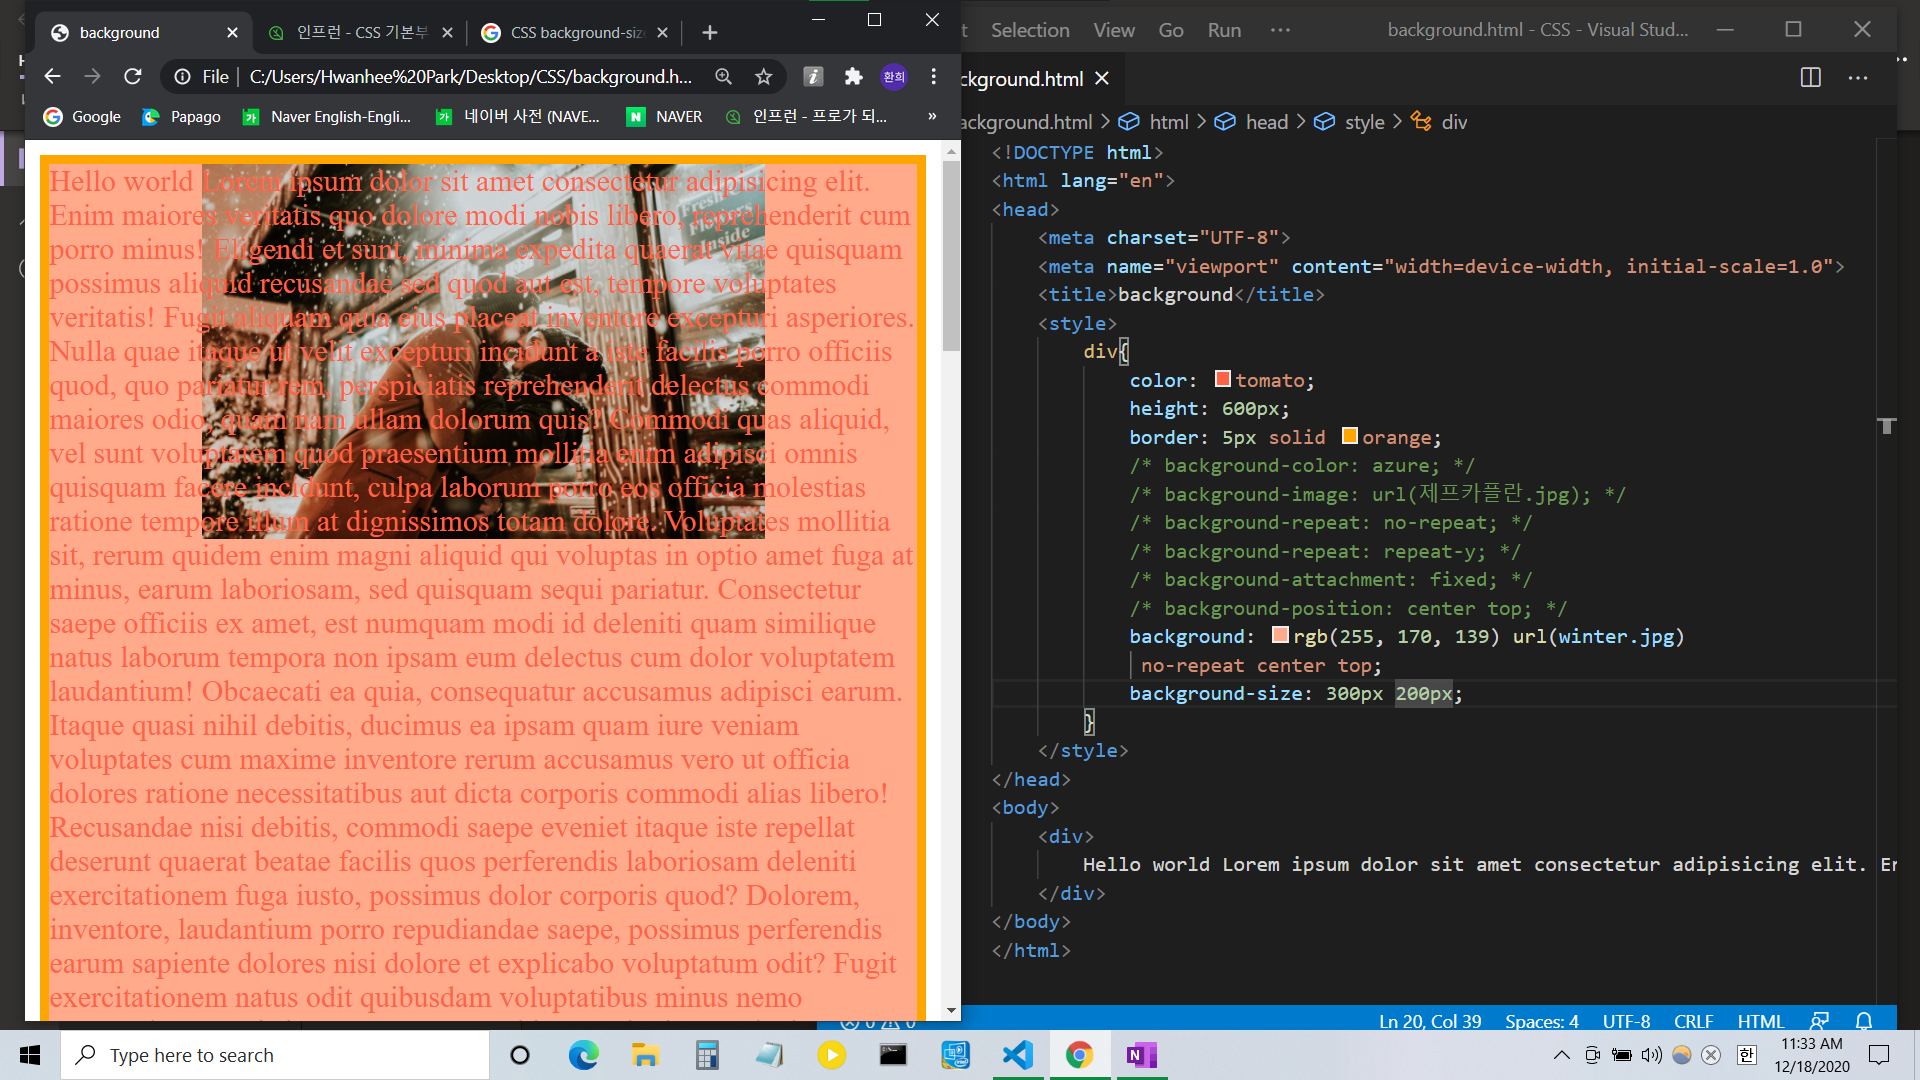 background
인프런 - CSS 기본부
CSS background-siz
File
C:/Users/Hwanhee%20Park/Desktop/CSS/background.h...
환희
Google
Papago
Naver English-Engli...
네이버 사전 (NAVE...
NAVER
인프런 - 프로가 되...
»
Hello world Lorem ipsum dolor sit amet consectetur adipisicing elit.
Enim maiores veritatis quo dolore modi nobis libero, reprehenderit cum
porro minus! Eligendi et sunt, minima expedita quaerat vitae quisquam
possimus aliquid recusandae sed quod aut est, tempore voluptates
veritatis! Fugit aliquam quia eius placeat inventore excepturi asperiores.
Nulla quae itaque ut velit excepturi incidunt a iste facilis porro officiis
quod, quo pariatur rem, perspiciatis reprehenderit delectus commodi
maiores odio, quam nam ullam dolorum quis? Commodi quas aliquid,
vel sunt voluptatem quod praesentium mollitia enim adipisci omnis
quisquam facere incidunt, culpa laborum porro eos officia molestias
ratione tempore illum at dignissimos totam dolore. Voluptates mollitia
sit, rerum quidem enim magni aliquid qui voluptas in optio amet fuga at
minus, earum laboriosam, sed quisquam sequi pariatur. Consectetur
saepe officiis ex amet, est numquam modi id deleniti quam similique
natus laborum tempora non ipsam eum delectus cum dolor voluptatem
laudantium! Obcaecati ea quia, consequatur accusamus adipisci earum.
Itaque quasi nihil debitis, ducimus ea ipsam quam iure veniam
voluptates cum maxime inventore rerum accusamus vero ut officia
dolores ratione necessitatibus aut dicta corporis commodi alias libero!
Recusandae nisi debitis, commodi saepe eveniet itaque iste repellat
deserunt quaerat beatae facilis quos perferendis laboriosam deleniti
exercitationem fuga iusto, possimus dolor corporis quod? Dolorem,
inventore, laudantium porro repudiandae saepe, possimus perferendis
earum sapiente dolores nisi dolore et explicabo voluptatum odit? Fugit
exercitationem natus odit quibusdam voluptatibus minus nemo
t Selection View Go Run ···
background.html - CSS - Visual Stud...
ckground.html
ackground.html > html > head > style > div
<!DOCTYPE html>
<html lang="en">
<head>
<meta charset="UTF-8">
<meta name="viewport" content="width=device-width, initial-scale=1.0">
<title>background</title>
<style>
div{
color: tomato;
height: 600px;
border: 5px solid orange;
/* background-color: azure; */
/* background-image: url(제프카플란.jpg); */
/* background-repeat: no-repeat; */
/* background-repeat: repeat-y; */
/* background-attachment: fixed; */
/* background-position: center top; */
background: rgb(255, 170, 139) url(winter.jpg)
no-repeat center top;
background-size: 300px 200px;
}
</style>
</head>
<body>
<div>
Hello world Lorem ipsum dolor sit amet consectetur adipisicing elit. En
</div>
</body>
</html>
0 0
Ln 20, Col 39 Spaces: 4 UTF-8 CRLF HTML
Type here to search
한
11:33 AM
12/18/2020